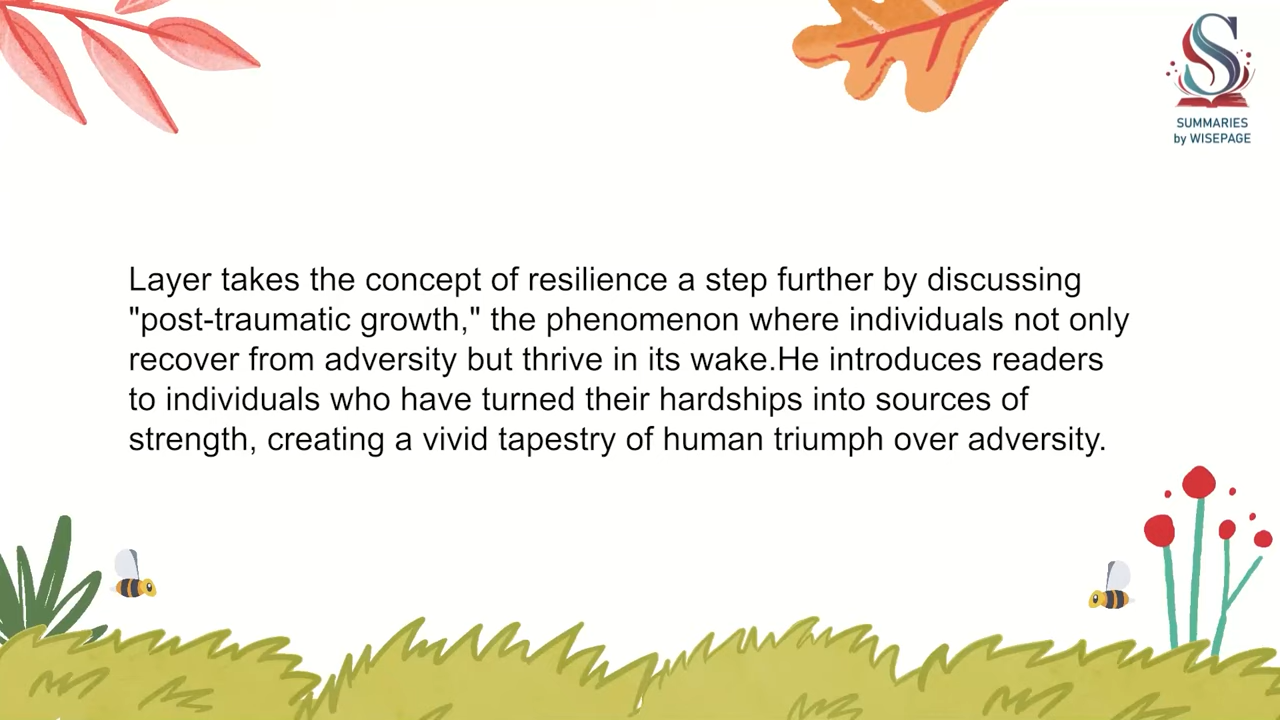 SUMMARIES
by WISEPAGE
Layer takes the concept of resilience a step further by discussing
"post-traumatic growth," the phenomenon where individuals not only
recover from adversity but thrive in its wake.He introduces readers
to individuals who have turned their hardships into sources of
strength, creating a vivid tapestry of human triumph over adversity.